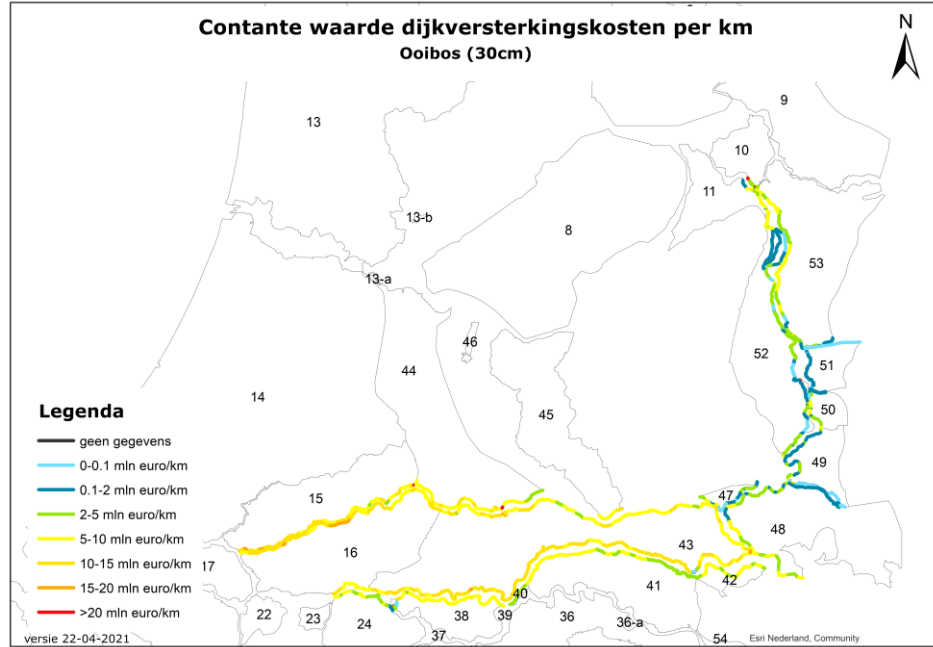 Contante waarde dijkversterkingskosten per km
Ooibos (30cm)
N
9
13
10
11
13-b
8
53
13-a
46
52
51
44
14
45
50
Legenda
geen gegevens
0-0.1 mln euro/km
0.1-2 mln euro/km
2-5 mln euro/km
5-10 mln euro/km
10-15 mln euro/km
15-20 mln euro/km
>20 mln euro/km
49
47
15
48
16
43
17
42
41
40
22
23
24
38
39
36
36-a
37
54
versie 22-04-2021
Esri Nederland, Community